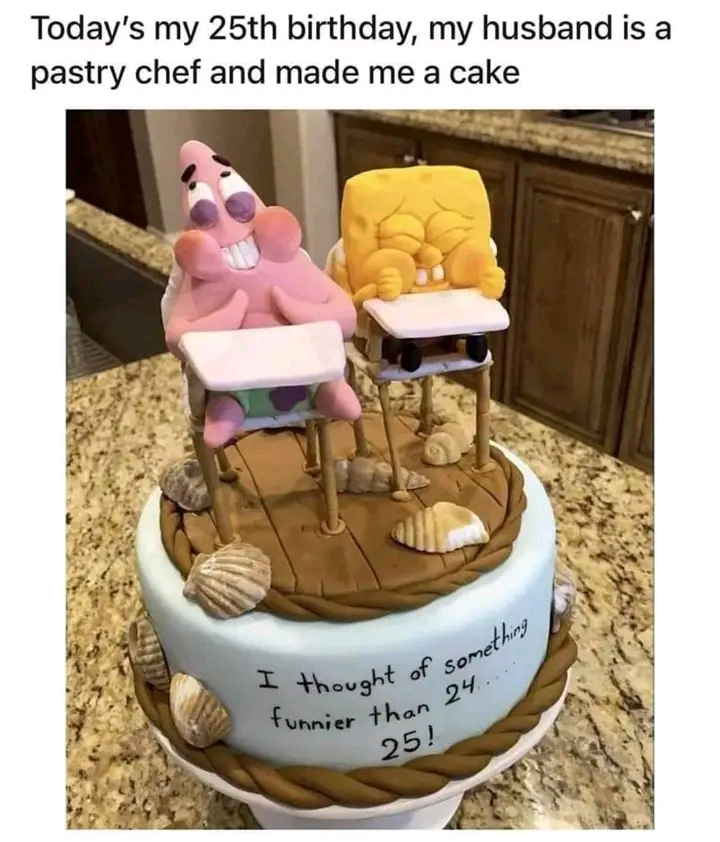 Today's my 25th birthday, my husband is a
pastry chef and made me a cake
I thought of something
funnier than 24.....
25!